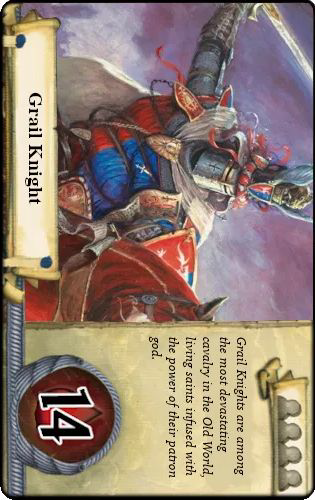 Grail Knight
Grail Knights are among
the most devastating
cavalry in the Old World,
living saints infused with
the power of their patron
god.
14